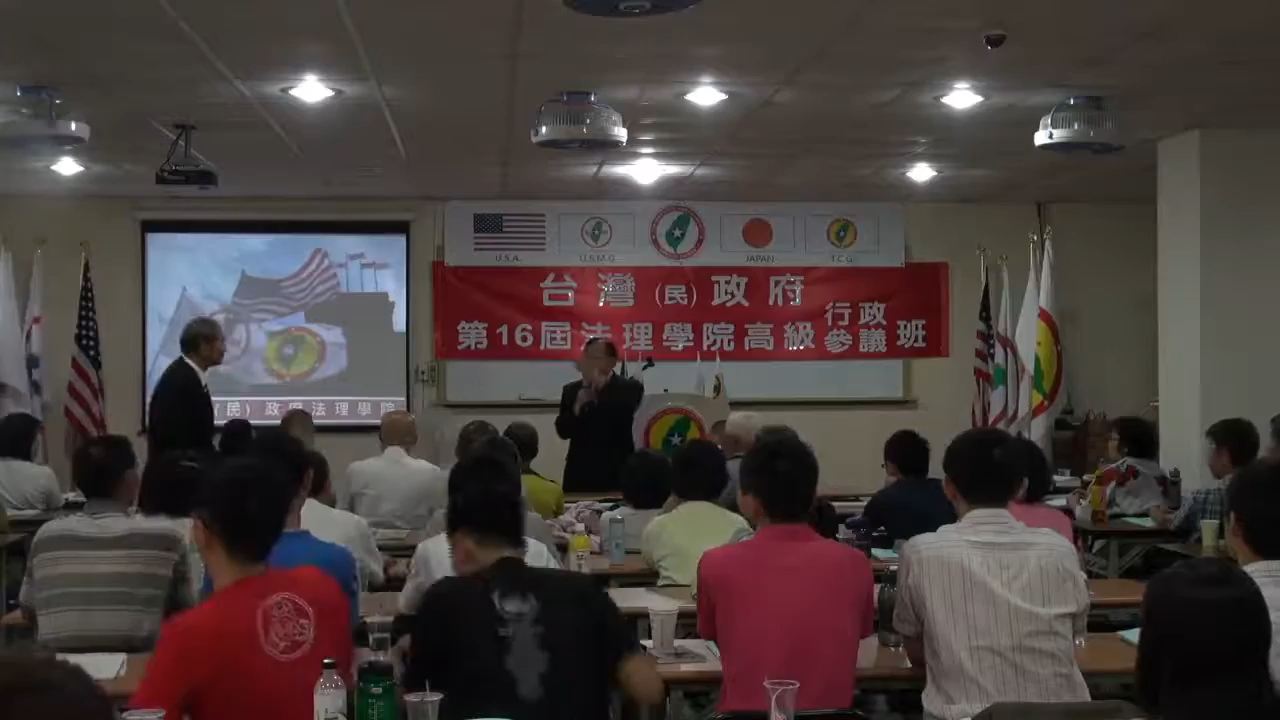 U.S.A.
U.S.M.G.
JAPAN
T.C.G.
台灣(民)政府
第16屆法理學院高級行政參議班
(民)政府法理學院